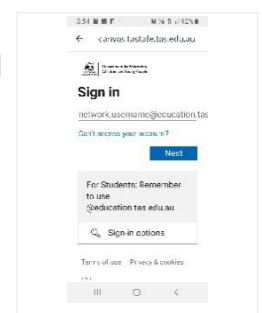 canvas.tastafe.tas.edu.au
Sign in
network.username@education.tas
Can't access your account?
Next
For Students: Remember
to use
@education.tas.edu.au
Sign-in options
Terms of use Privacy & cookies
...